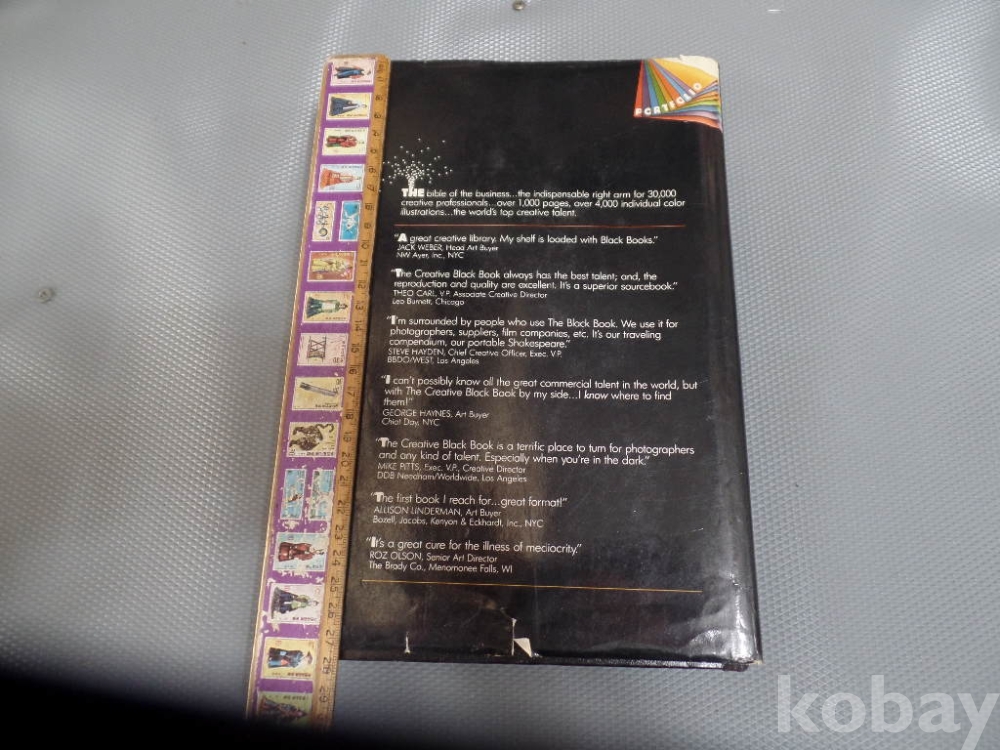 PORTFOLIO
THE bible of the business...the indispensable right arm for 30,000
creative professionals...over 1,000 pages, over 4,000 individual color
illustrations...the world's top creative talent.
"A great creative library. My shelf is loaded with Black Books."
JACK WEBER, Head Art Buyer
NW Ayer, Inc., NYC
"The Creative Black Book always has the best talent; and, the
reproduction and quality are excellent. It's a superior sourcebook."
THEO CARL, V.P. Associate Creative Director
Leo Burnett, Chicago
"I'm surrounded by people who use The Black Book. We use it for
photographers, suppliers, film companies, etc. It's our traveling
compendium, our portable Shakespeare."
STEVE HAYDEN, Chief Creative Officer, Exec. V.P.
BBDO/WEST, Los Angeles
"I can't possibly know all the great commercial talent in the world, but
with The Creative Black Book by my side...I know where to find
them!"
GEORGE HAYNES, Art Buyer
Chiat Day, NYC
"The Creative Black Book is a terrific place to turn for photographers
and any kind of talent. Especially when you're in the dark."
MIKE PITTS, Exec. V.P., Creative Director
DDB Needham/Worldwide, Los Angeles
"The first book I reach for...great format!"
ALLISON LINDERMAN, Art Buyer
Bozell, Jacobs, Kenyon & Eckhardt, Inc., NYC
"It's a great cure for the illness of mediocrity."
ROZ OLSON, Senior Art Director
The Brady Co., Menomonee Falls, WI
kobay